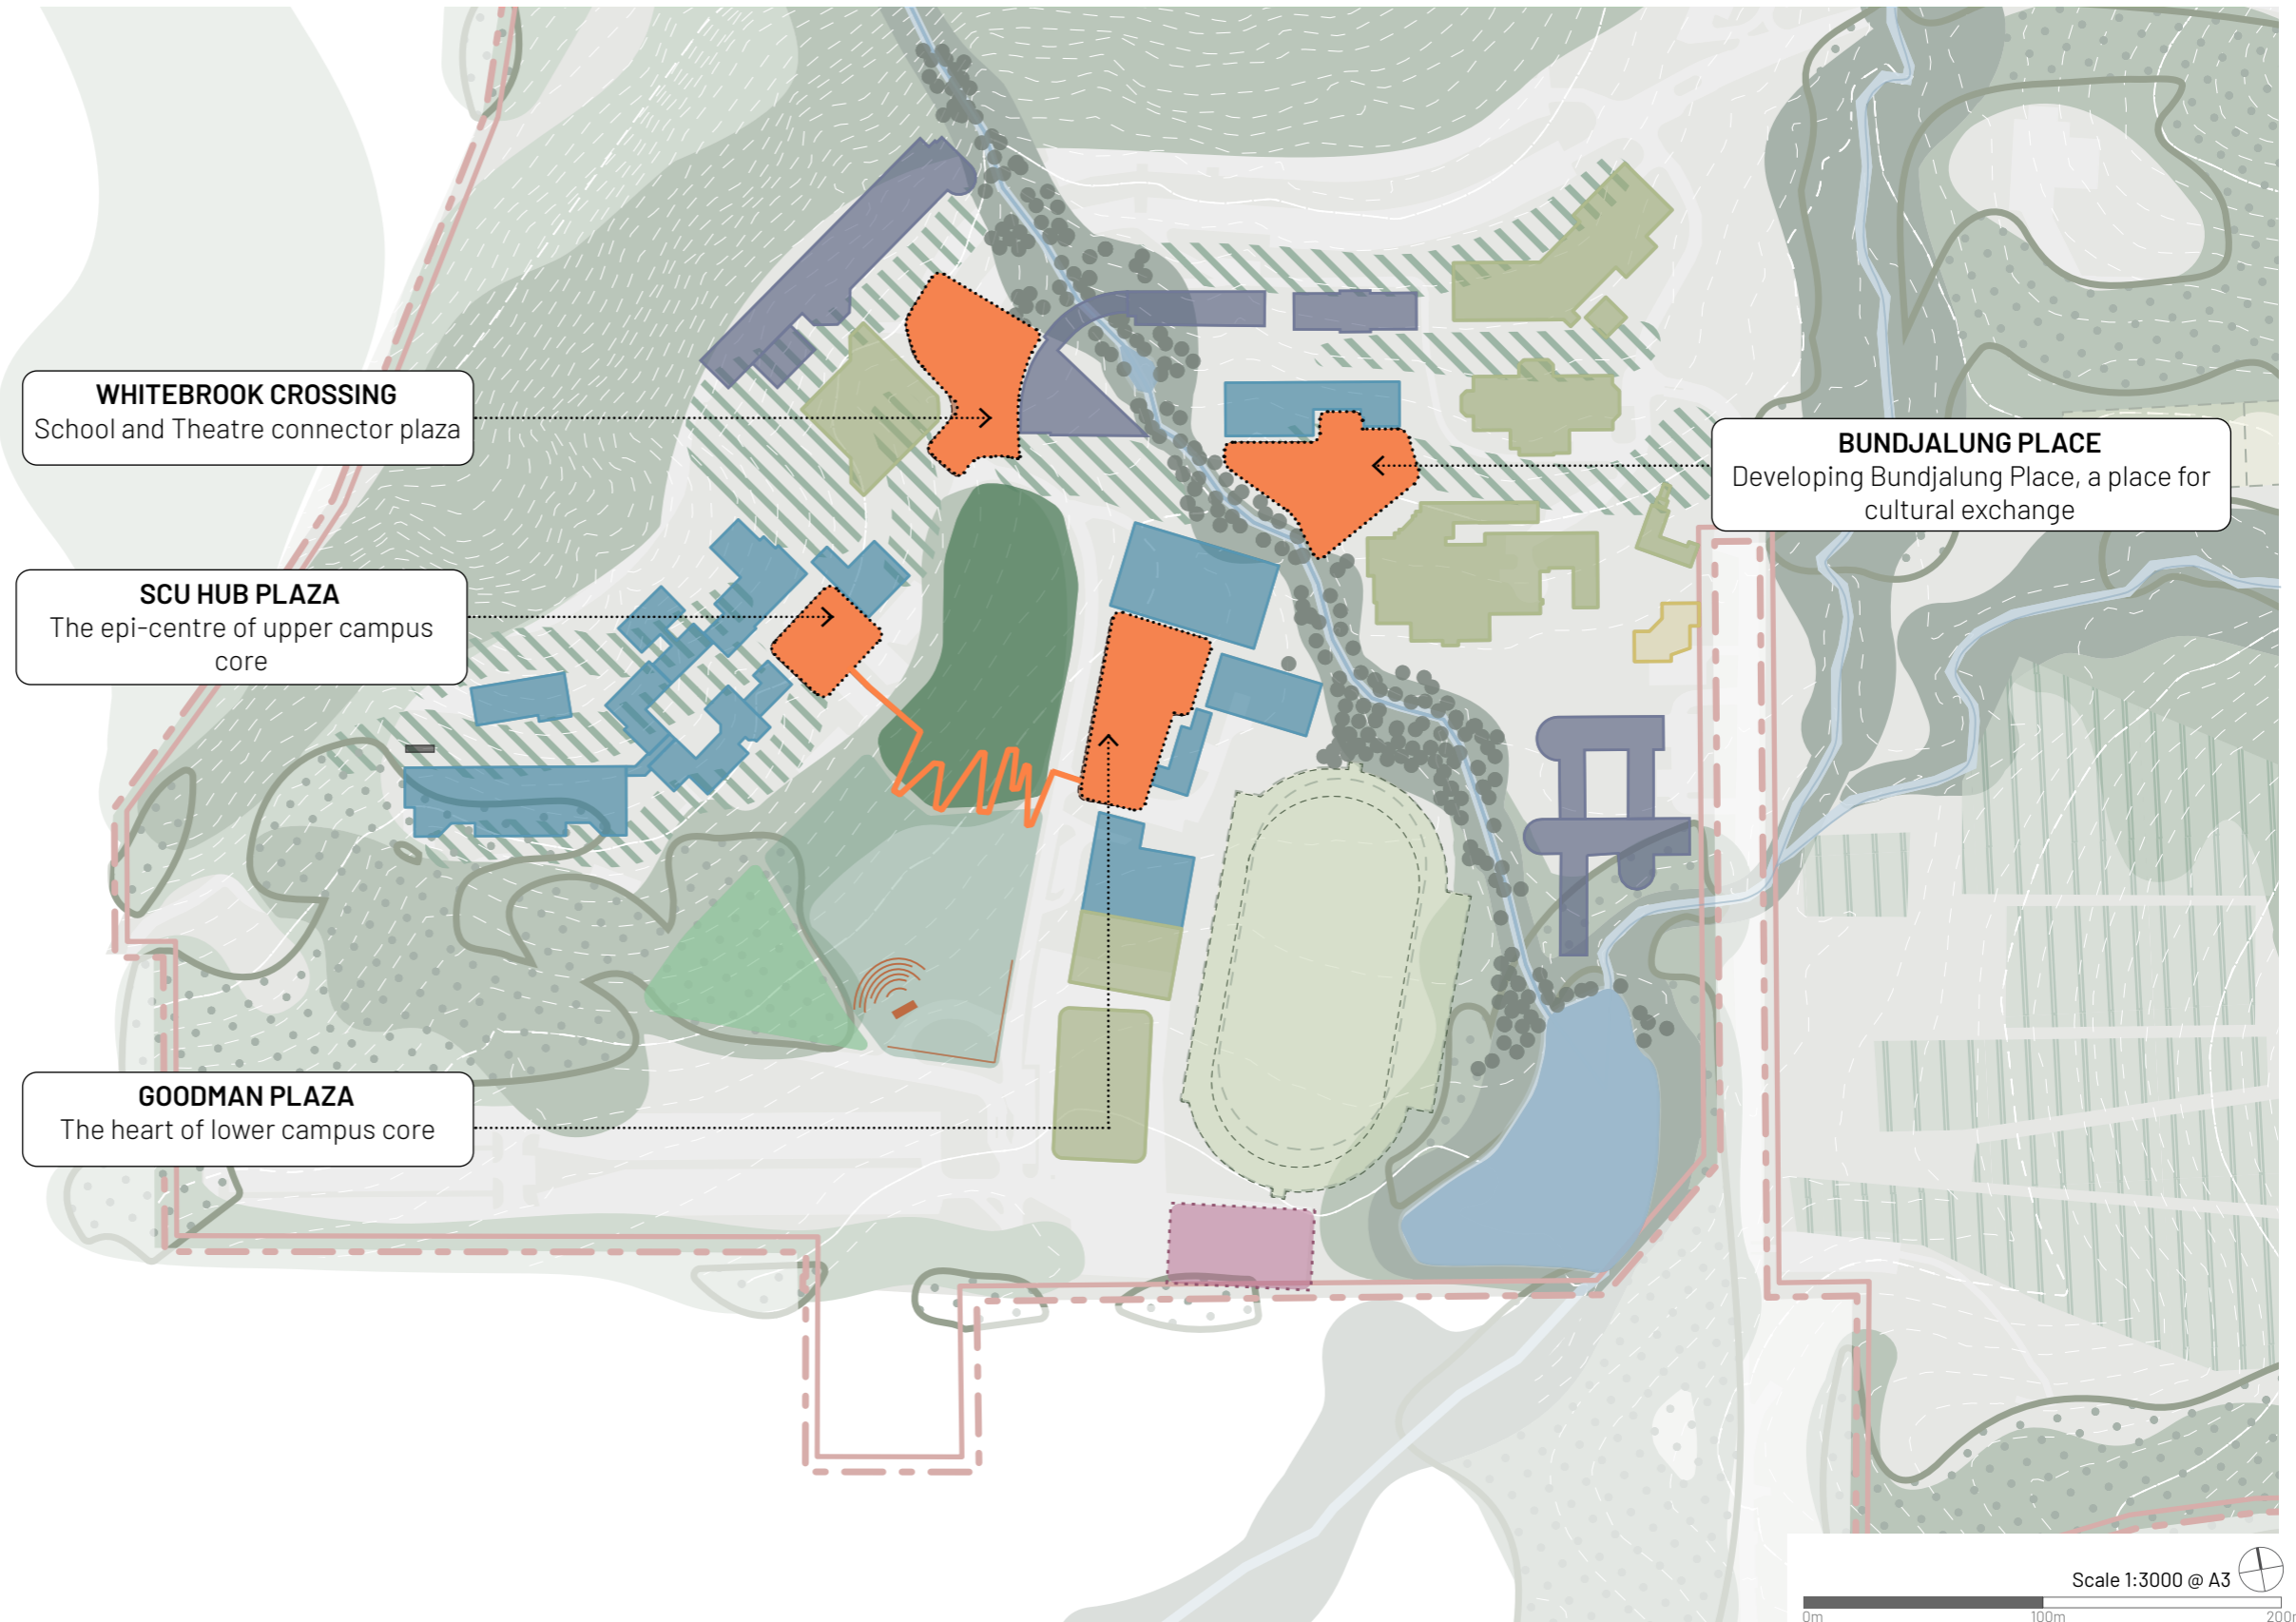 WHITEBROOK CROSSING
School and Theatre connector plaza
BUNDJALUNG PLACE
Developing Bundjalung Place, a place for
cultural exchange
SCU HUB PLAZA
The epi-centre of upper campus
core
GOODMAN PLAZA
The heart of lower campus core
Scale 1:3000 @ A3
0m 100m 200m